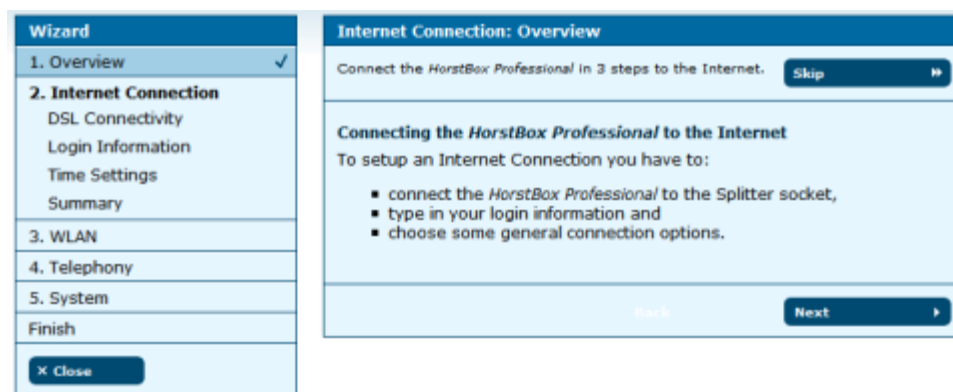 Wizard
1. Overview
2. Internet Connection
DSL Connectivity
Login Information
Time Settings
Summary
3. WLAN
4. Telephony
5. System
Finish
× Close
Internet Connection: Overview
Connect the HorstBox Professional in 3 steps to the Internet.
Skip
Connecting the HorstBox Professional to the Internet
To setup an Internet Connection you have to:
connect the HorstBox Professional to the Splitter socket,
type in your login information and
choose some general connection options.
Back
Next